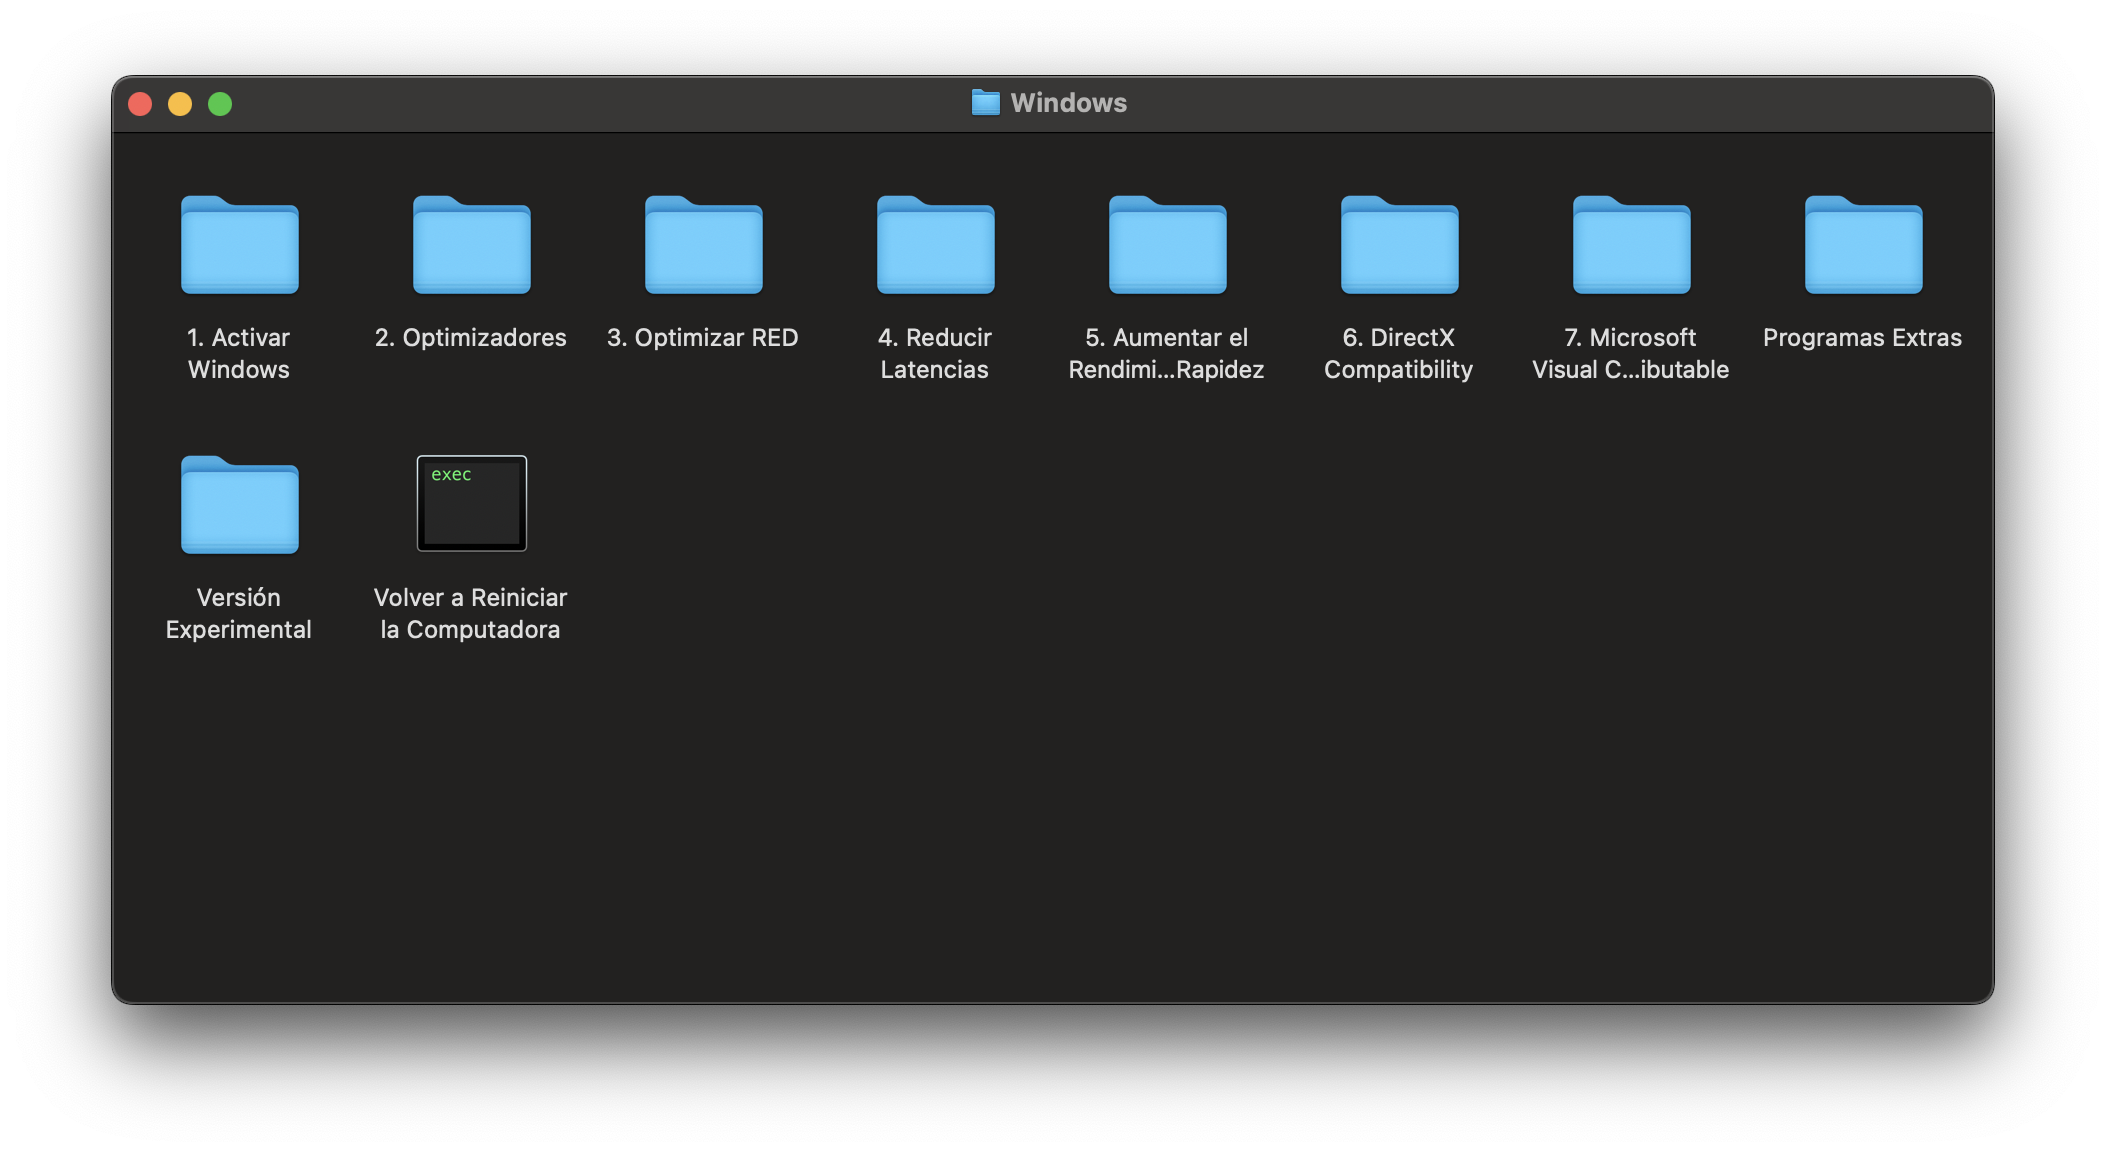 Windows
1. Activar
Windows
2. Optimizadores
3. Optimizar RED
4. Reducir
Latencias
5. Aumentar el
Rendimi...Rapidez
6. DirectX
Compatibility
7. Microsoft
Visual C...ibutable
Programas Extras
Versión
Experimental
exec
Volver a Reiniciar
la Computadora